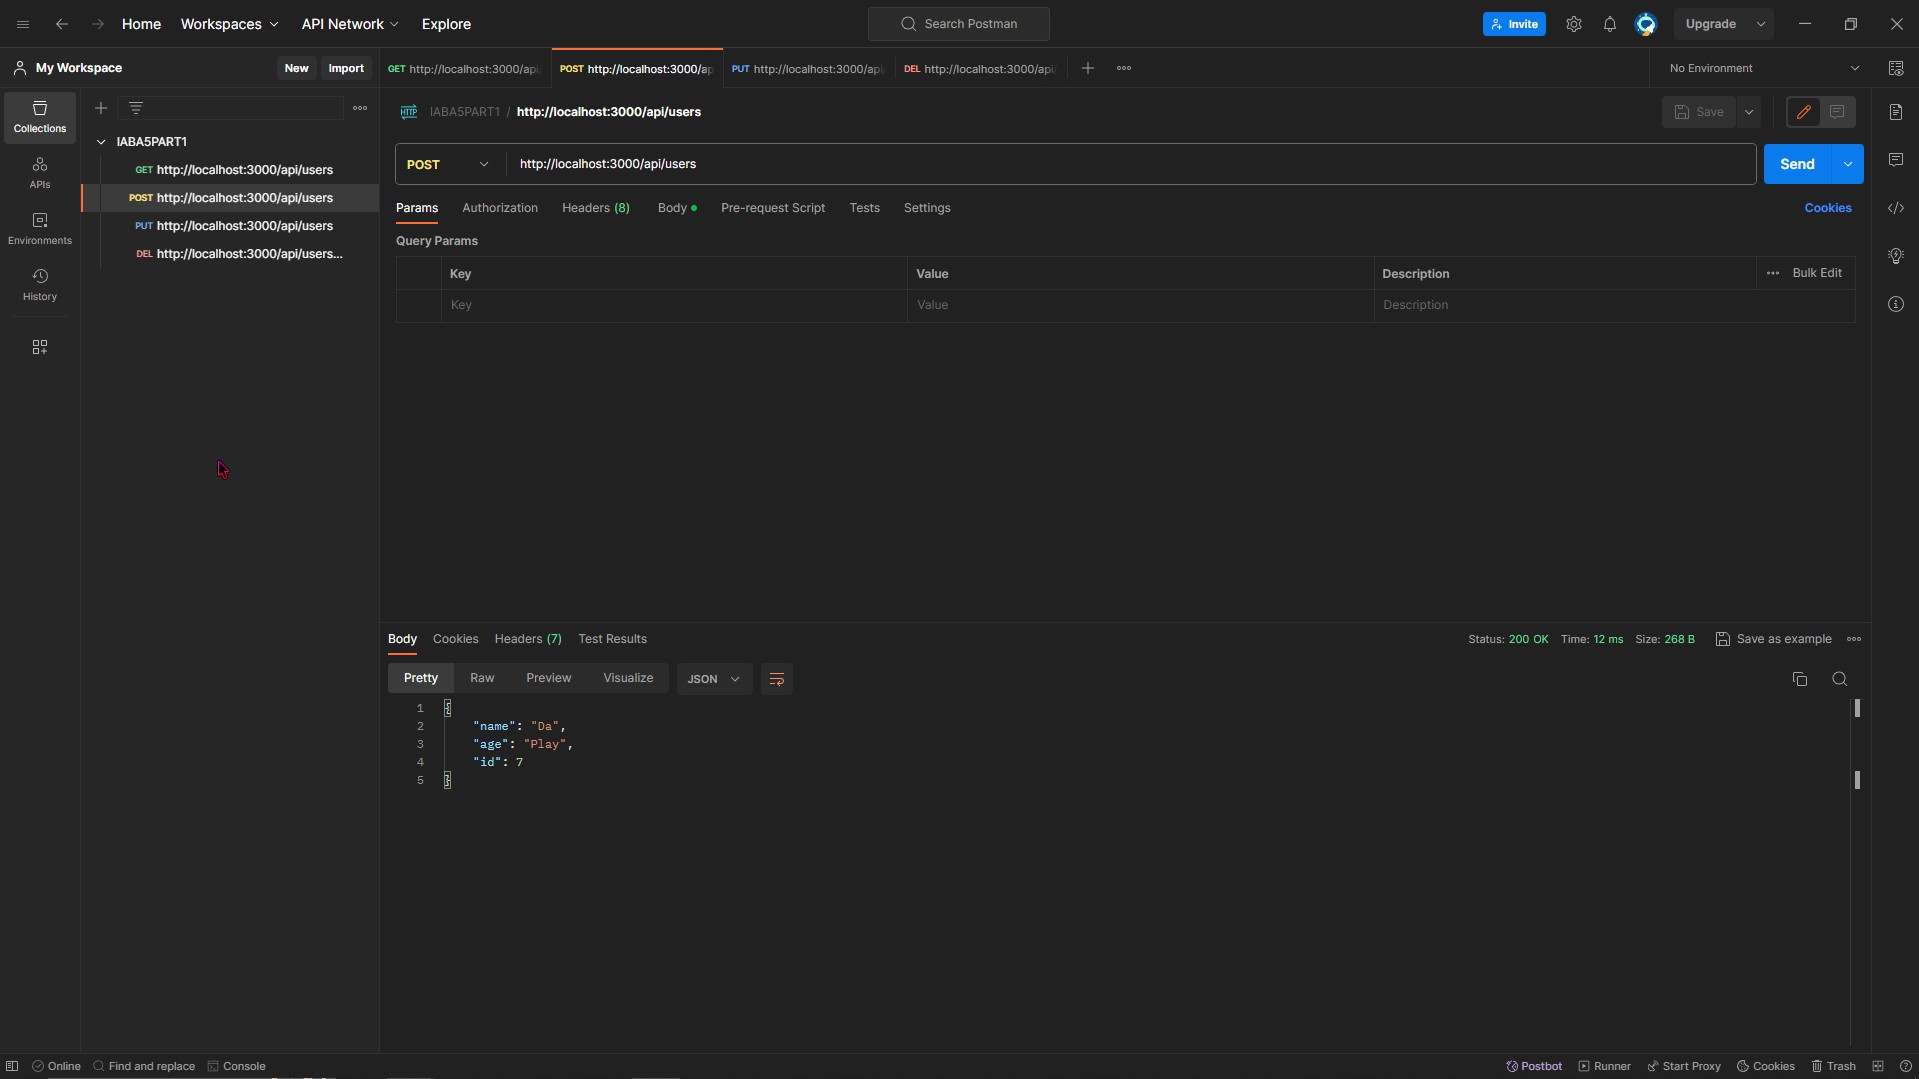 Home Workspaces API Network Explore Search Postman Invite Upgrade
My Workspace New Import
GET http://localhost:3000/api
POST http://localhost:3000/ap
PUT http://localhost:3000/api
DEL http://localhost:3000/api/
No Environment
Collections
APIs
Environments
History
IABA5PART1
GET http://localhost:3000/api/users
POST http://localhost:3000/api/users
PUT http://localhost:3000/api/users
DEL http://localhost:3000/api/users...
HTTP IABA5PART1 / http://localhost:3000/api/users
Save
POST http://localhost:3000/api/users
Send
Params Authorization Headers (8) Body Pre-request Script Tests Settings Cookies
Query Params
Key Value Description Bulk Edit
Key Value Description
Body Cookies Headers (7) Test Results Status: 200 OK Time: 12 ms Size: 268 B Save as example
Pretty Raw Preview Visualize JSON
1 {
2 "name": "Da",
3 "age": "Play",
4 "id": 7
5 }
Online Find and replace Console Postbot Runner Start Proxy Cookies Trash